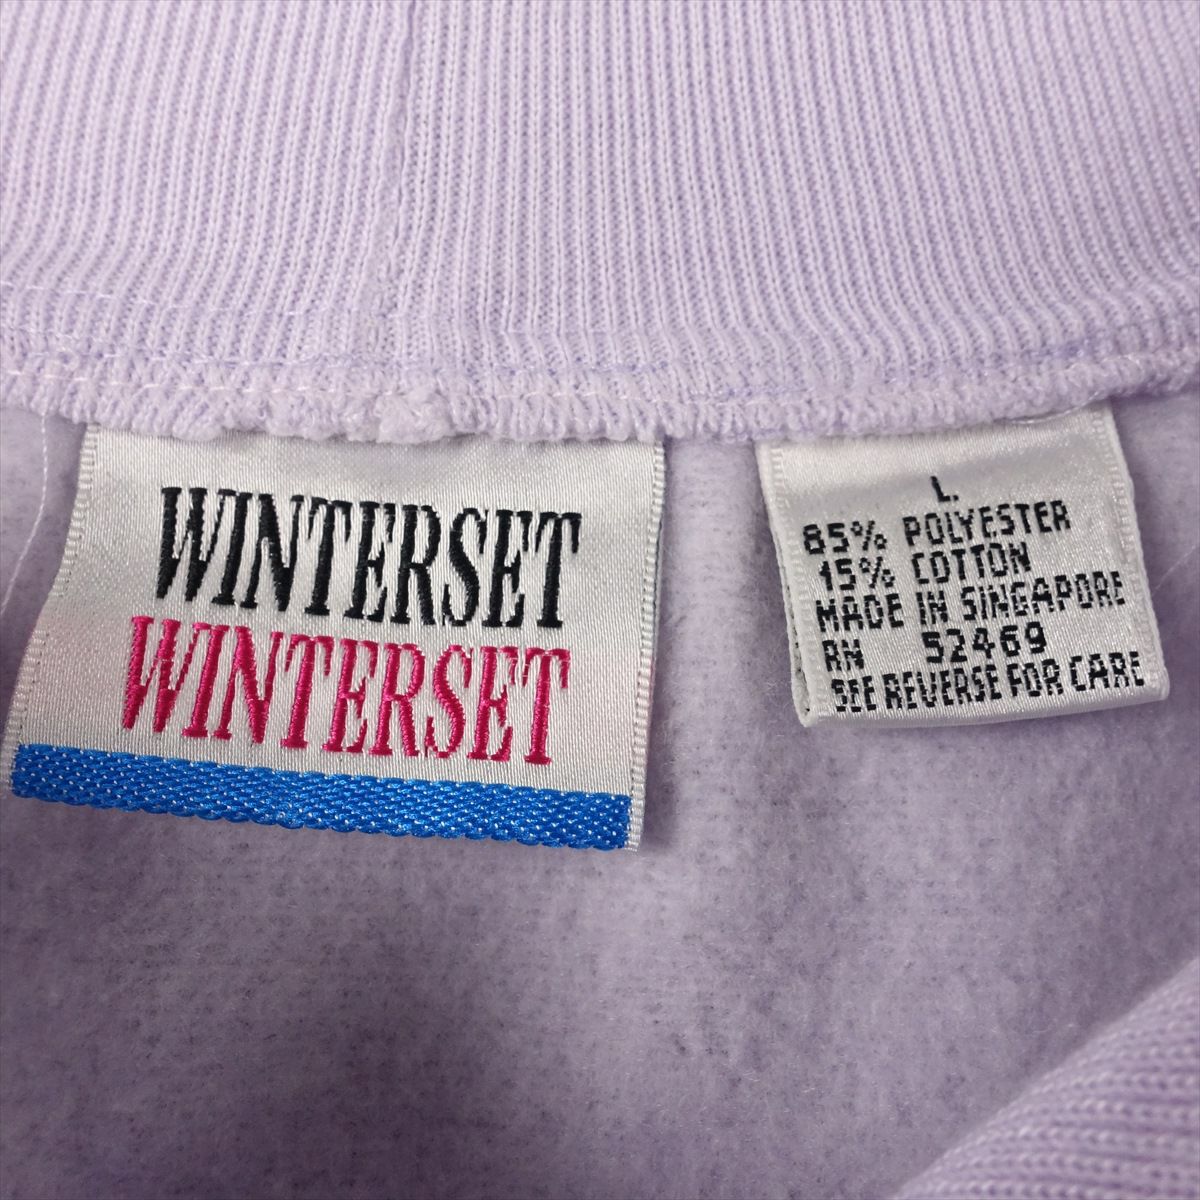 WINTERSET
WINTERSET
L.
85% POLYESTER
15% COTTON
MADE IN SINGAPORE
RN 52469
SEE REVERSE FOR CARE